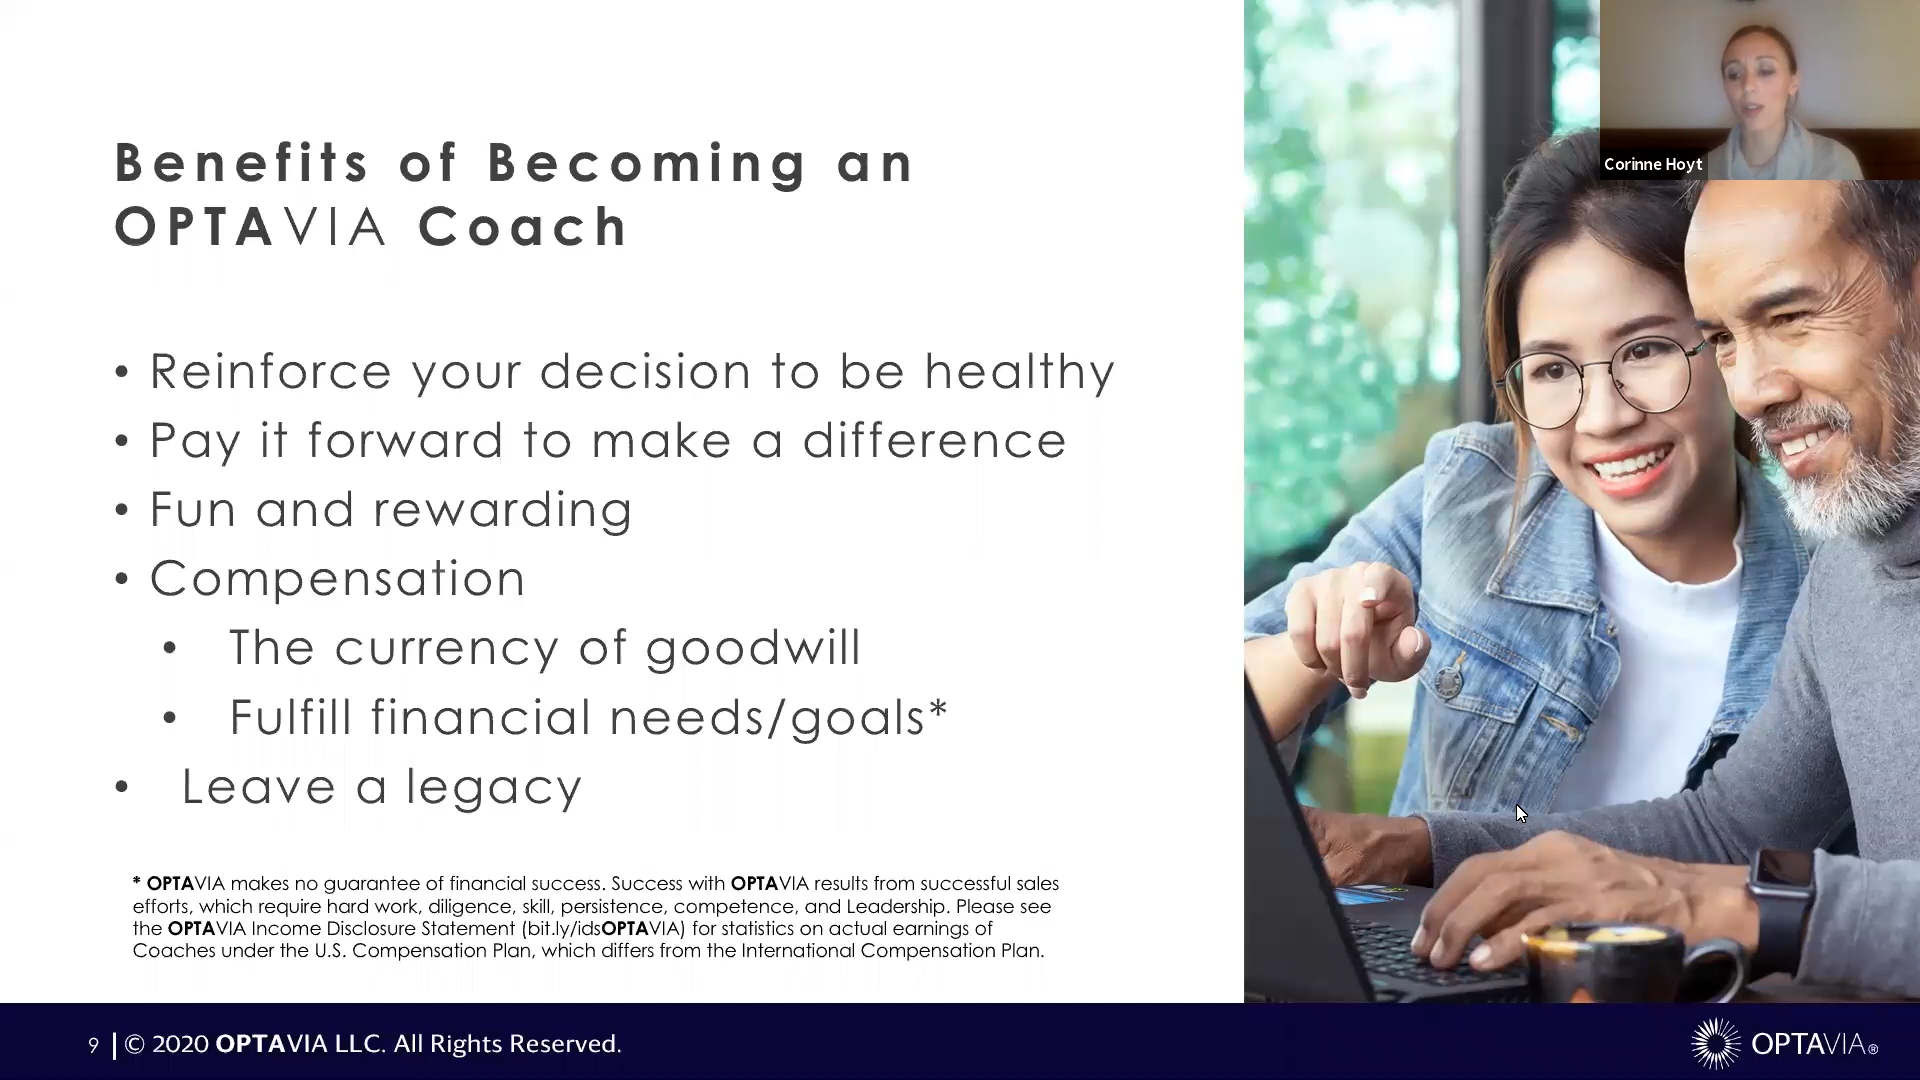 Corinne Hoyt
Benefits of Becoming an
OPTAVIA Coach
• Reinforce your decision to be healthy
• Pay it forward to make a difference
• Fun and rewarding
• Compensation
• The currency of goodwill
• Fulfill financial needs/goals*
• Leave a legacy
* OPTAVIA makes no guarantee of financial success. Success with OPTAVIA results from successful sales
efforts, which require hard work, diligence, skill, persistence, competence, and Leadership. Please see
the OPTAVIA Income Disclosure Statement (bit.ly/idsOPTAVIA) for statistics on actual earnings of
Coaches under the U.S. Compensation Plan, which differs from the International Compensation Plan.
9 | © 2020 OPTAVIA LLC. All Rights Reserved.
OPTAVIA®